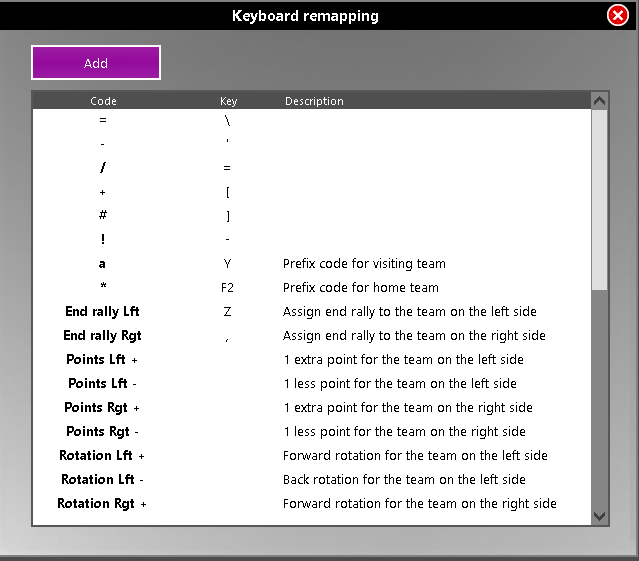 Keyboard remapping
Add
Code Key Description
= \
- '
/ =
+ [
# ]
! -
a Y Prefix code for visiting team
* F2 Prefix code for home team
End rally Lft Z Assign end rally to the team on the left side
End rally Rgt , Assign end rally to the team on the right side
Points Lft + 1 extra point for the team on the left side
Points Lft - 1 less point for the team on the left side
Points Rgt + 1 extra point for the team on the right side
Points Rgt - 1 less point for the team on the right side
Rotation Lft + Forward rotation for the team on the left side
Rotation Lft - Back rotation for the team on the left side
Rotation Rgt + Forward rotation for the team on the right side